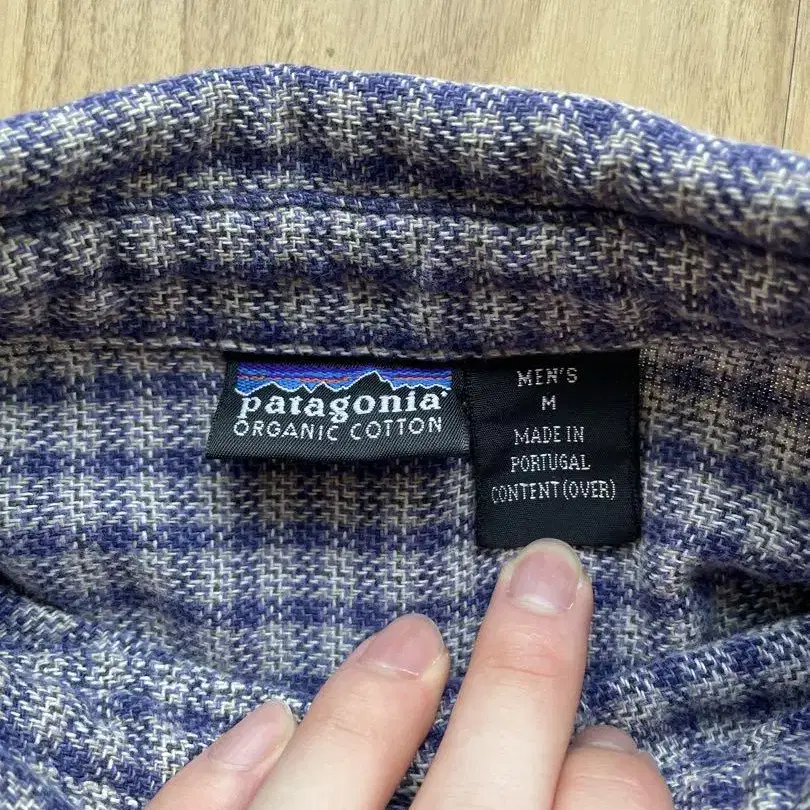 patagonia®
ORGANIC COTTON
MEN'S
M
MADE IN
PORTUGAL
CONTENT (OVER)